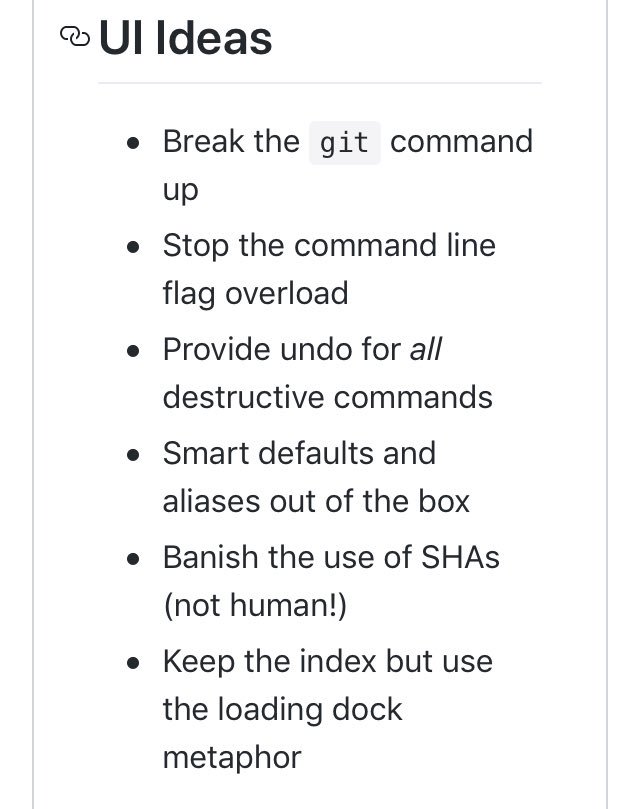 UI Ideas
Break the git command
up
Stop the command line
flag overload
Provide undo for all
destructive commands
Smart defaults and
aliases out of the box
Banish the use of SHAs
(not human!)
Keep the index but use
the loading dock
metaphor